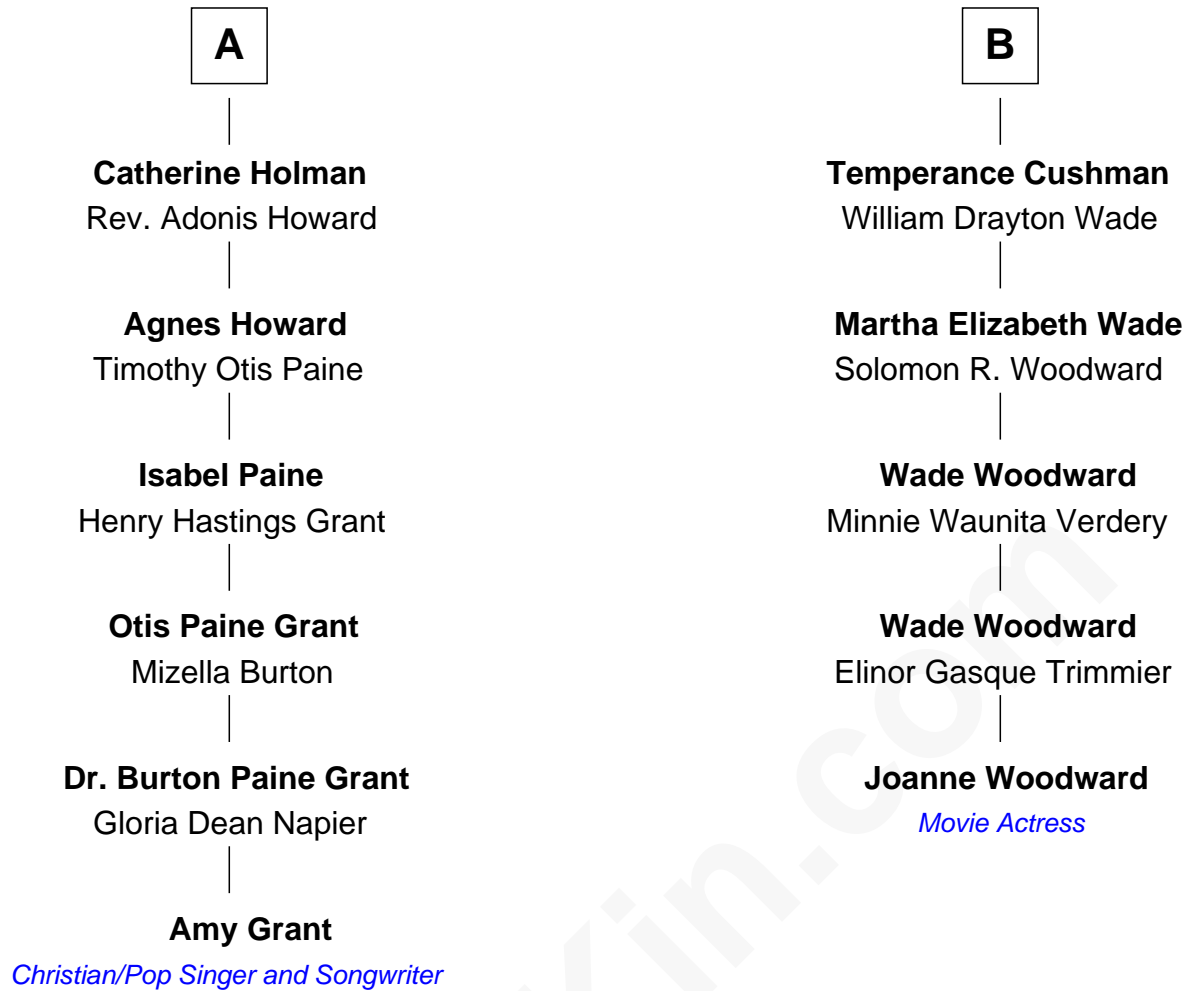 A
Catherine Holman
Rev. Adonis Howard
Agnes Howard
Timothy Otis Paine
Isabel Paine
Henry Hastings Grant
Otis Paine Grant
Mizella Burton
Dr. Burton Paine Grant
Gloria Dean Napier
Amy Grant
Christian/Pop Singer and Songwriter
B
Temperance Cushman
William Drayton Wade
Martha Elizabeth Wade
Solomon R. Woodward
Wade Woodward
Minnie Waunita Verdery
Wade Woodward
Elinor Gasque Trimmier
Joanne Woodward
Movie Actress